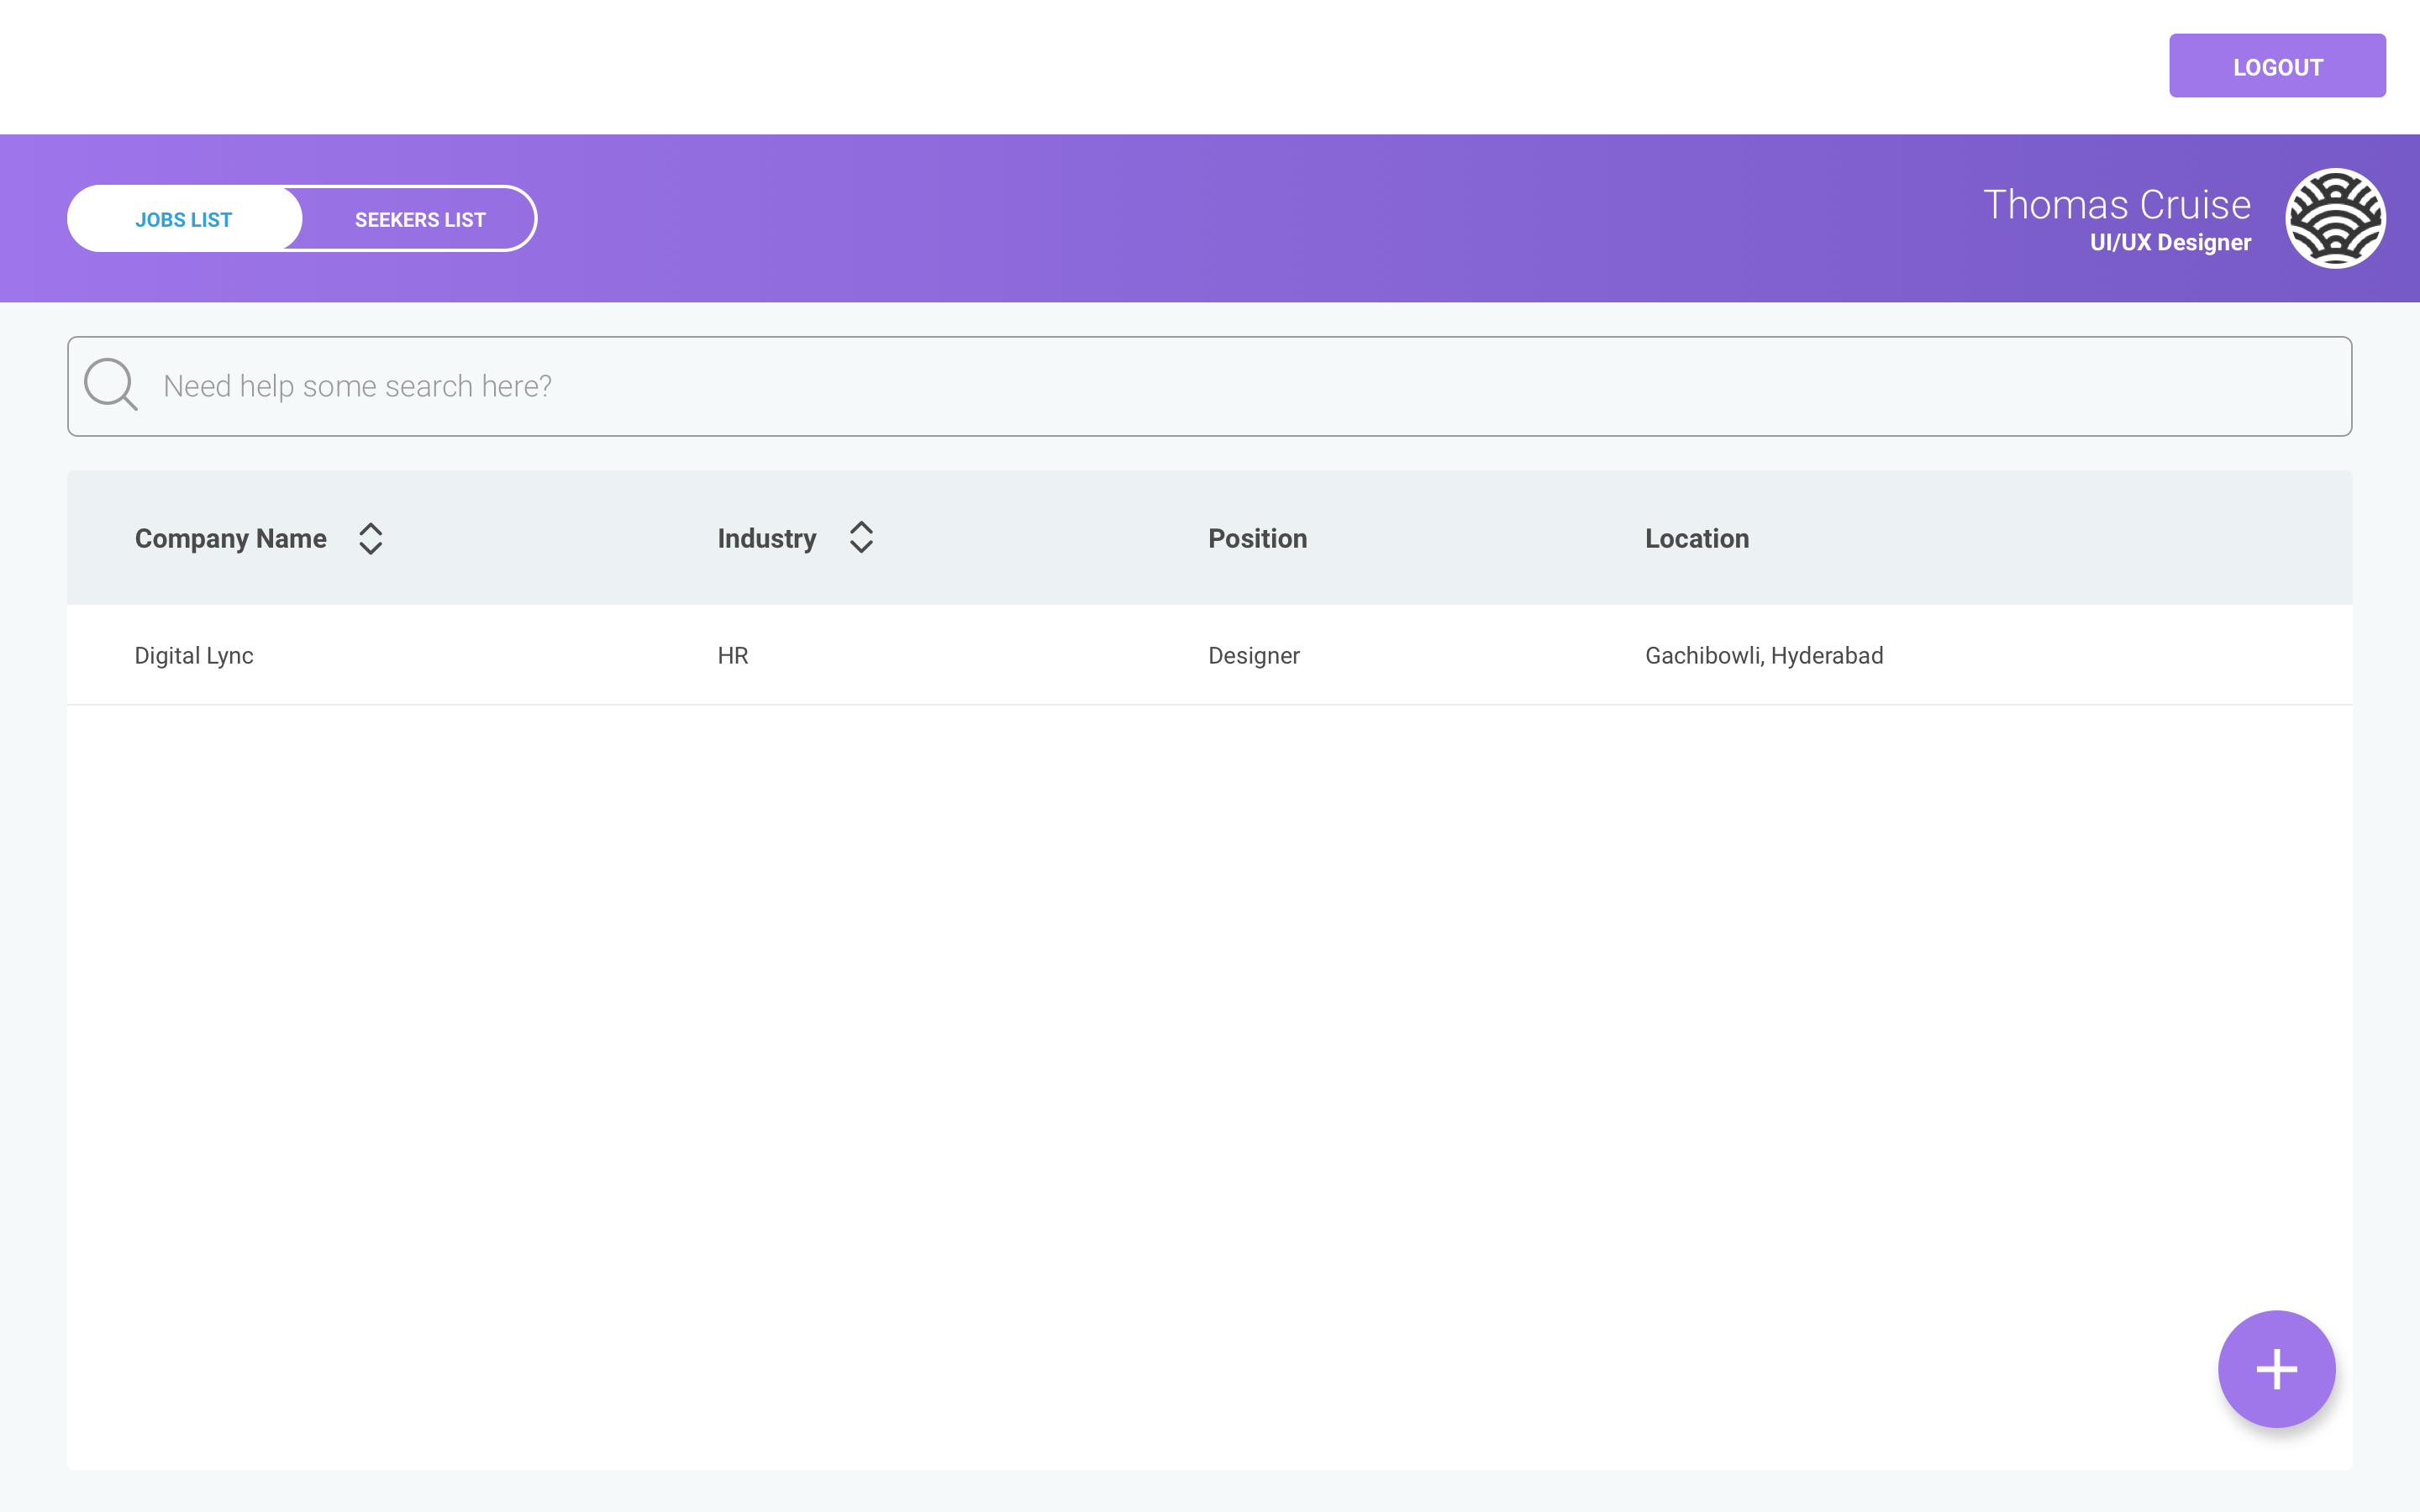 LOGOUT
JOBS LIST
SEEKERS LIST
Thomas Cruise
UI/UX Designer
Need help some search here?
Company Name Industry Position Location
Digital Lync HR Designer Gachibowli, Hyderabad